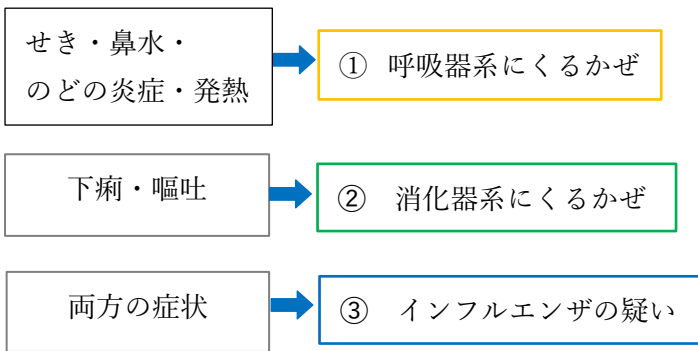 せき・鼻水・
のどの炎症・発熱
① 呼吸器系にくるかぜ
下痢・嘔吐
② 消化器系にくるかぜ
両方の症状
③ インフルエンザの疑い